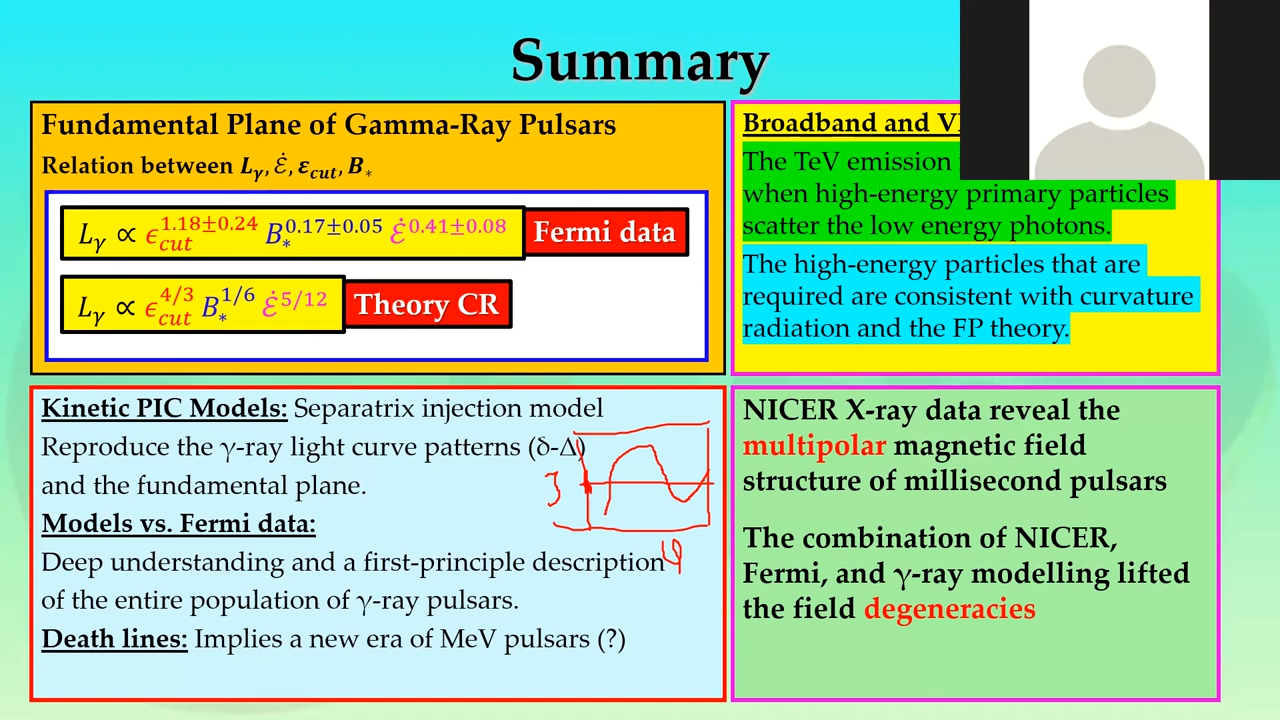 Summary
Fundamental Plane of Gamma-Ray Pulsars
Relation between L_γ, ℰ̇, ε_cut, B_*
L_γ ∝ ϵ_cut^1.18±0.24 B_*^0.17±0.05 ℰ̇^0.41±0.08 Fermi data
L_γ ∝ ϵ_cut^4/3 B_*^1/6 ℰ̇^5/12 Theory CR
Broadband and
The TeV emission
when high-energy primary particles
scatter the low energy photons.
The high-energy particles that are
required are consistent with curvature
radiation and the FP theory.
Kinetic PIC Models: Separatrix injection model
Reproduce the γ-ray light curve patterns (δ-Δ)
and the fundamental plane.
Models vs. Fermi data:
Deep understanding and a first-principle description
of the entire population of γ-ray pulsars.
Death lines: Implies a new era of MeV pulsars (?)
NICER X-ray data reveal the
multipolar magnetic field
structure of millisecond pulsars
The combination of NICER,
Fermi, and γ-ray modelling lifted
the field degeneracies